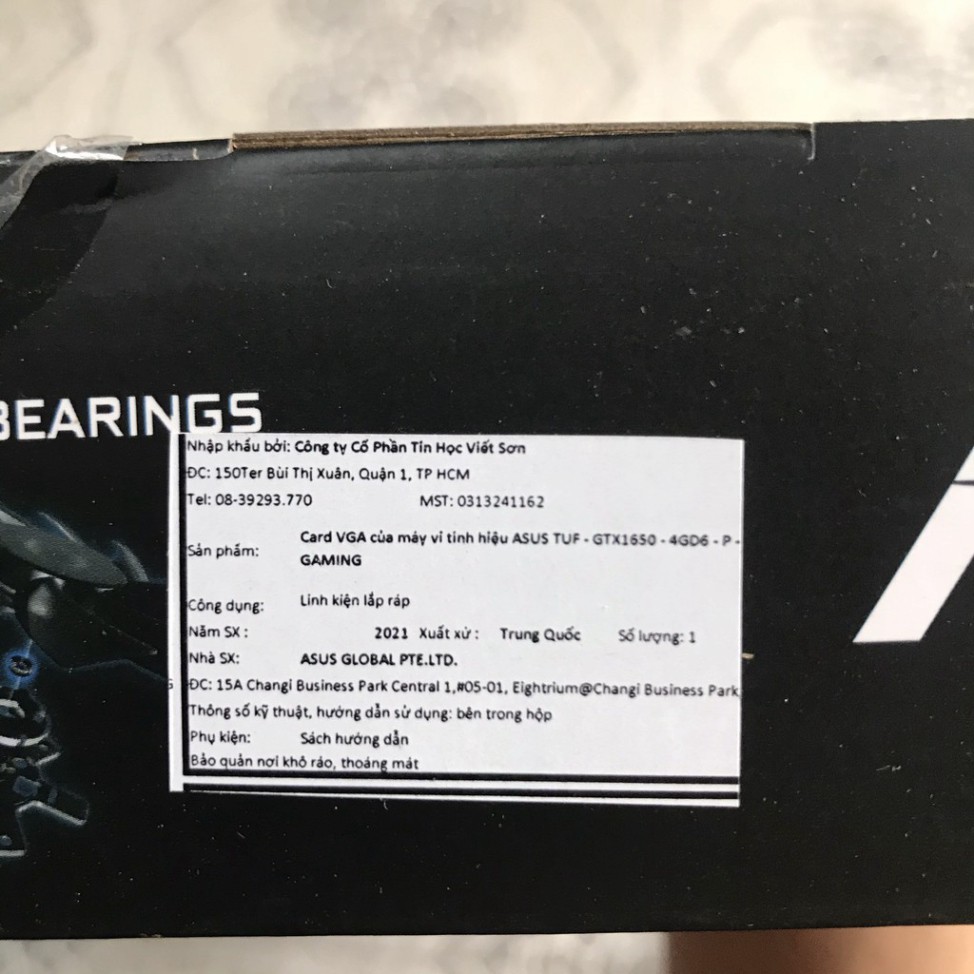 BEARINGS
Nhập khẩu bởi: Công ty Cổ Phần Tin Học Viết Sơn
ĐC: 150Ter Bùi Thị Xuân, Quận 1, TP HCM
Tel: 08-39293.770 MST: 0313241162
Sản phẩm: Card VGA của máy vi tính hiệu ASUS TUF - GTX1650 - 4GD6 - P -
GAMING
Công dụng: Linh kiện lắp ráp
Năm SX : 2021 Xuất xứ : Trung Quốc Số lượng: 1
Nhà SX: ASUS GLOBAL PTE.LTD.
ĐC: 15A Changi Business Park Central 1,#05-01, Eightrium@Changi Business Park
Thông số kỹ thuật, hướng dẫn sử dụng: bên trong hộp
Phụ kiện: Sách hướng dẫn
Bảo quản nơi khô ráo, thoáng mát